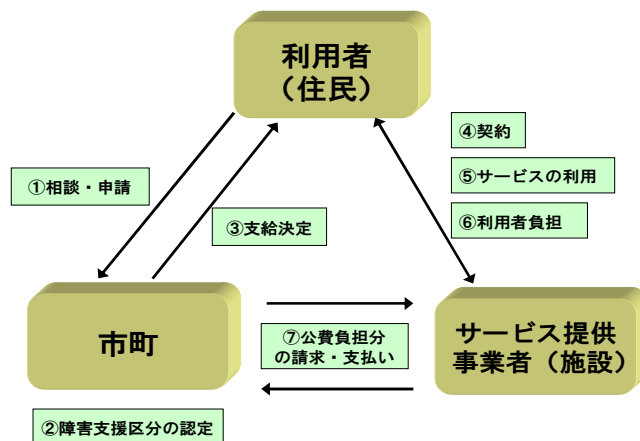 利用者
（住民）
④契約
①相談・申請
⑤サービスの利用
③支給決定
⑥利用者負担
市町
⑦公費負担分
の請求・支払い
サービス提供
事業者（施設）
②障害支援区分の認定